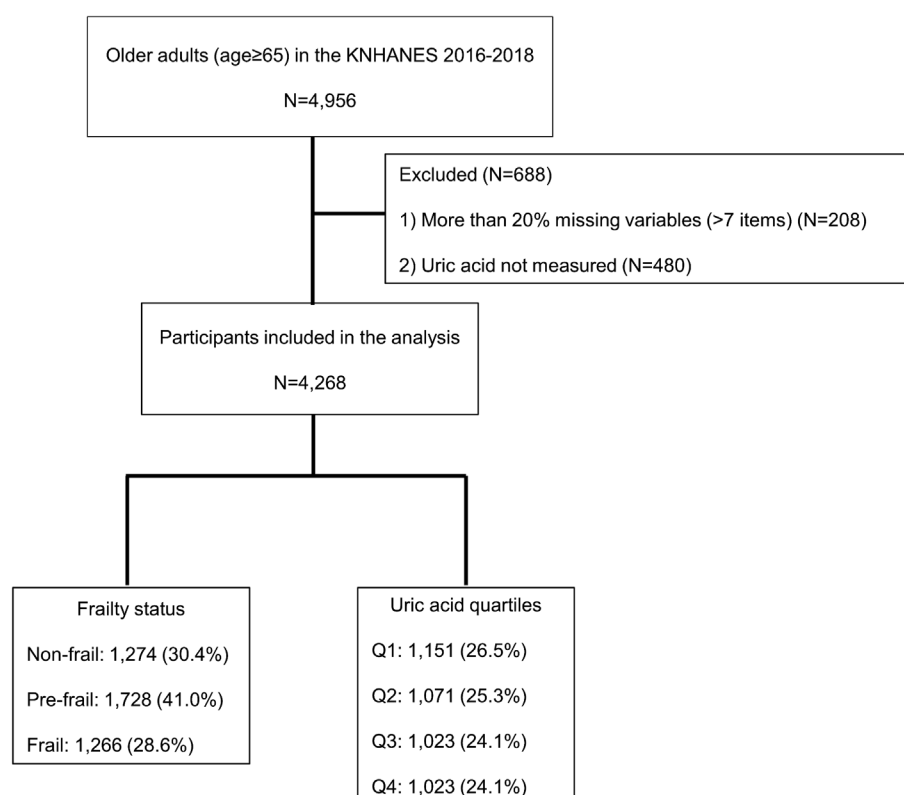 Older adults (age≥65) in the KNHANES 2016-2018
N=4,956
Excluded (N=688)
1) More than 20% missing variables (>7 items) (N=208)
2) Uric acid not measured (N=480)
Participants included in the analysis
N=4,268
Frailty status
Non-frail: 1,274 (30.4%)
Pre-frail: 1,728 (41.0%)
Frail: 1,266 (28.6%)
Uric acid quartiles
Q1: 1,151 (26.5%)
Q2: 1,071 (25.3%)
Q3: 1,023 (24.1%)
Q4: 1,023 (24.1%)